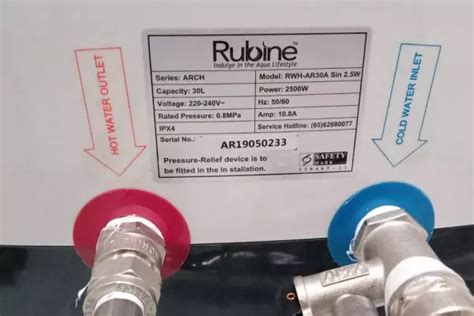 Rubine™
Indulge in the Aqua Lifestyle
Series: ARCH
Model: RWH-AR30A Sin 2.5W
Capacity: 30L
Power: 2500W
Voltage: 220-240V~
Hz: 50/60
Rated Pressure: 0.8MPa
Amp: 10.8A
IPX4
Service Hotline: (65)62680077
Serial No.:
AR19050233
Pressure-Relief device is to
be fitted in the in stallation.
SAFETY
MARK
HOT WATER OUTLET
COLD WATER INLET